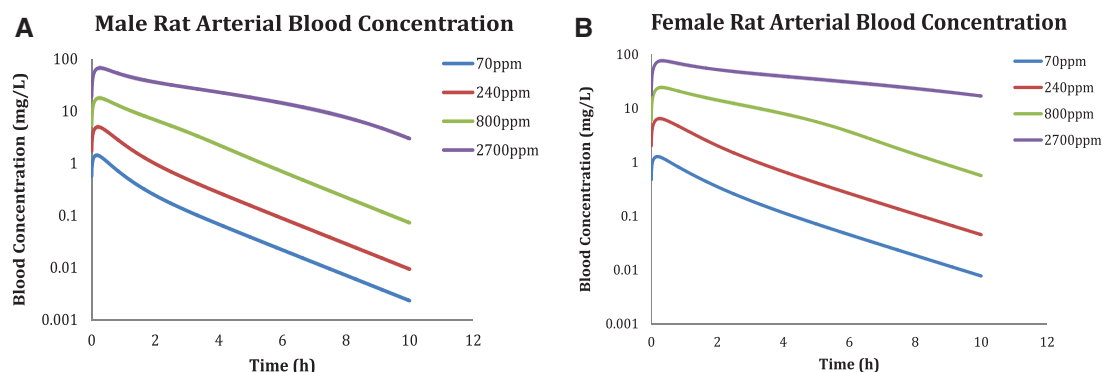 A
Male Rat Arterial Blood Concentration
Blood Concentration (mg/L)
100
10
1
0.1
0.01
0.001
0 2 4 6 8 10 12
Time (h)
70ppm
240ppm
800ppm
2700ppm
B
Female Rat Arterial Blood Concentration
Blood Concentration (mg/L)
100
10
1
0.1
0.01
0.001
0 2 4 6 8 10 12
Time (h)
70ppm
240ppm
800ppm
2700ppm